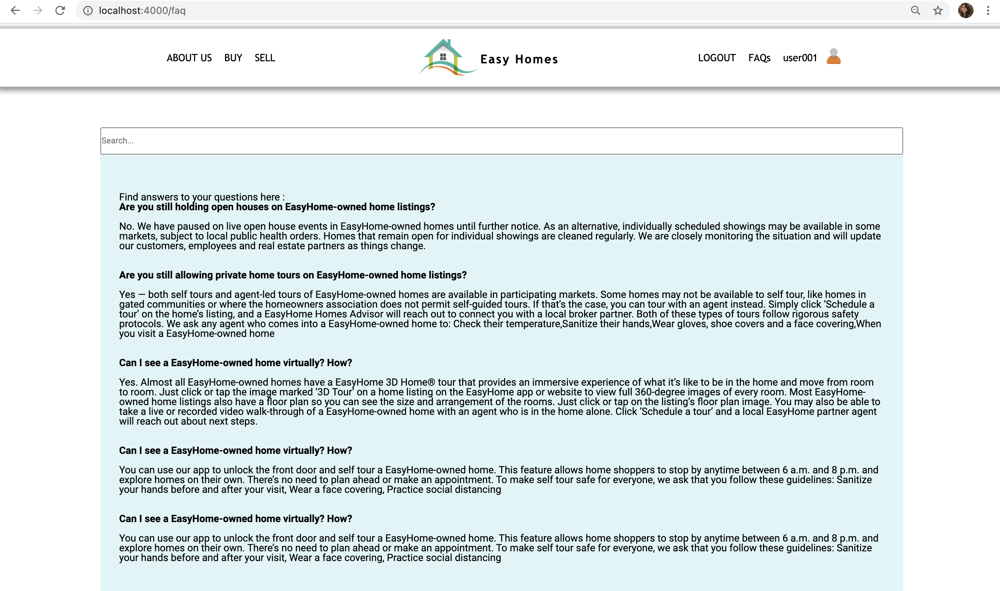 localhost:4000/faq
ABOUT US BUY SELL Easy Homes LOGOUT FAQs user001
Search...
Find answers to your questions here :
Are you still holding open houses on EasyHome-owned home listings?
No. We have paused on live open house events in EasyHome-owned homes until further notice. As an alternative, individually scheduled showings may be available in some
markets, subject to local public health orders. Homes that remain open for individual showings are cleaned regularly. We are closely monitoring the situation and will update
our customers, employees and real estate partners as things change.
Are you still allowing private home tours on EasyHome-owned home listings?
Yes — both self tours and agent-led tours of EasyHome-owned homes are available in participating markets. Some homes may not be available to self tour, like homes in
gated communities or where the homeowners association does not permit self-guided tours. If that’s the case, you can tour with an agent instead. Simply click ‘Schedule a
tour’ on the home’s listing, and a EasyHome Homes Advisor will reach out to connect you with a local broker partner. Both of these types of tours follow rigorous safety
protocols. We ask any agent who comes into a EasyHome-owned home to: Check their temperature,Sanitize their hands,Wear gloves, shoe covers and a face covering,When
you visit a EasyHome-owned home
Can I see a EasyHome-owned home virtually? How?
Yes. Almost all EasyHome-owned homes have a EasyHome 3D Home® tour that provides an immersive experience of what it’s like to be in the home and move from room
to room. Just click or tap the image marked ‘3D Tour’ on a home listing on the EasyHome app or website to view full 360-degree images of every room. Most EasyHome-
owned home listings also have a floor plan so you can see the size and arrangement of the rooms. Just click or tap on the listing’s floor plan image. You may also be able to
take a live or recorded video walk-through of a EasyHome-owned home with an agent who is in the home alone. Click ‘Schedule a tour’ and a local EasyHome partner agent
will reach out about next steps.
Can I see a EasyHome-owned home virtually? How?
You can use our app to unlock the front door and self tour a EasyHome-owned home. This feature allows home shoppers to stop by anytime between 6 a.m. and 8 p.m. and
explore homes on their own. There’s no need to plan ahead or make an appointment. To make self tour safe for everyone, we ask that you follow these guidelines: Sanitize
your hands before and after your visit, Wear a face covering, Practice social distancing
Can I see a EasyHome-owned home virtually? How?
You can use our app to unlock the front door and self tour a EasyHome-owned home. This feature allows home shoppers to stop by anytime between 6 a.m. and 8 p.m. and
explore homes on their own. There’s no need to plan ahead or make an appointment. To make self tour safe for everyone, we ask that you follow these guidelines: Sanitize
your hands before and after your visit, Wear a face covering, Practice social distancing